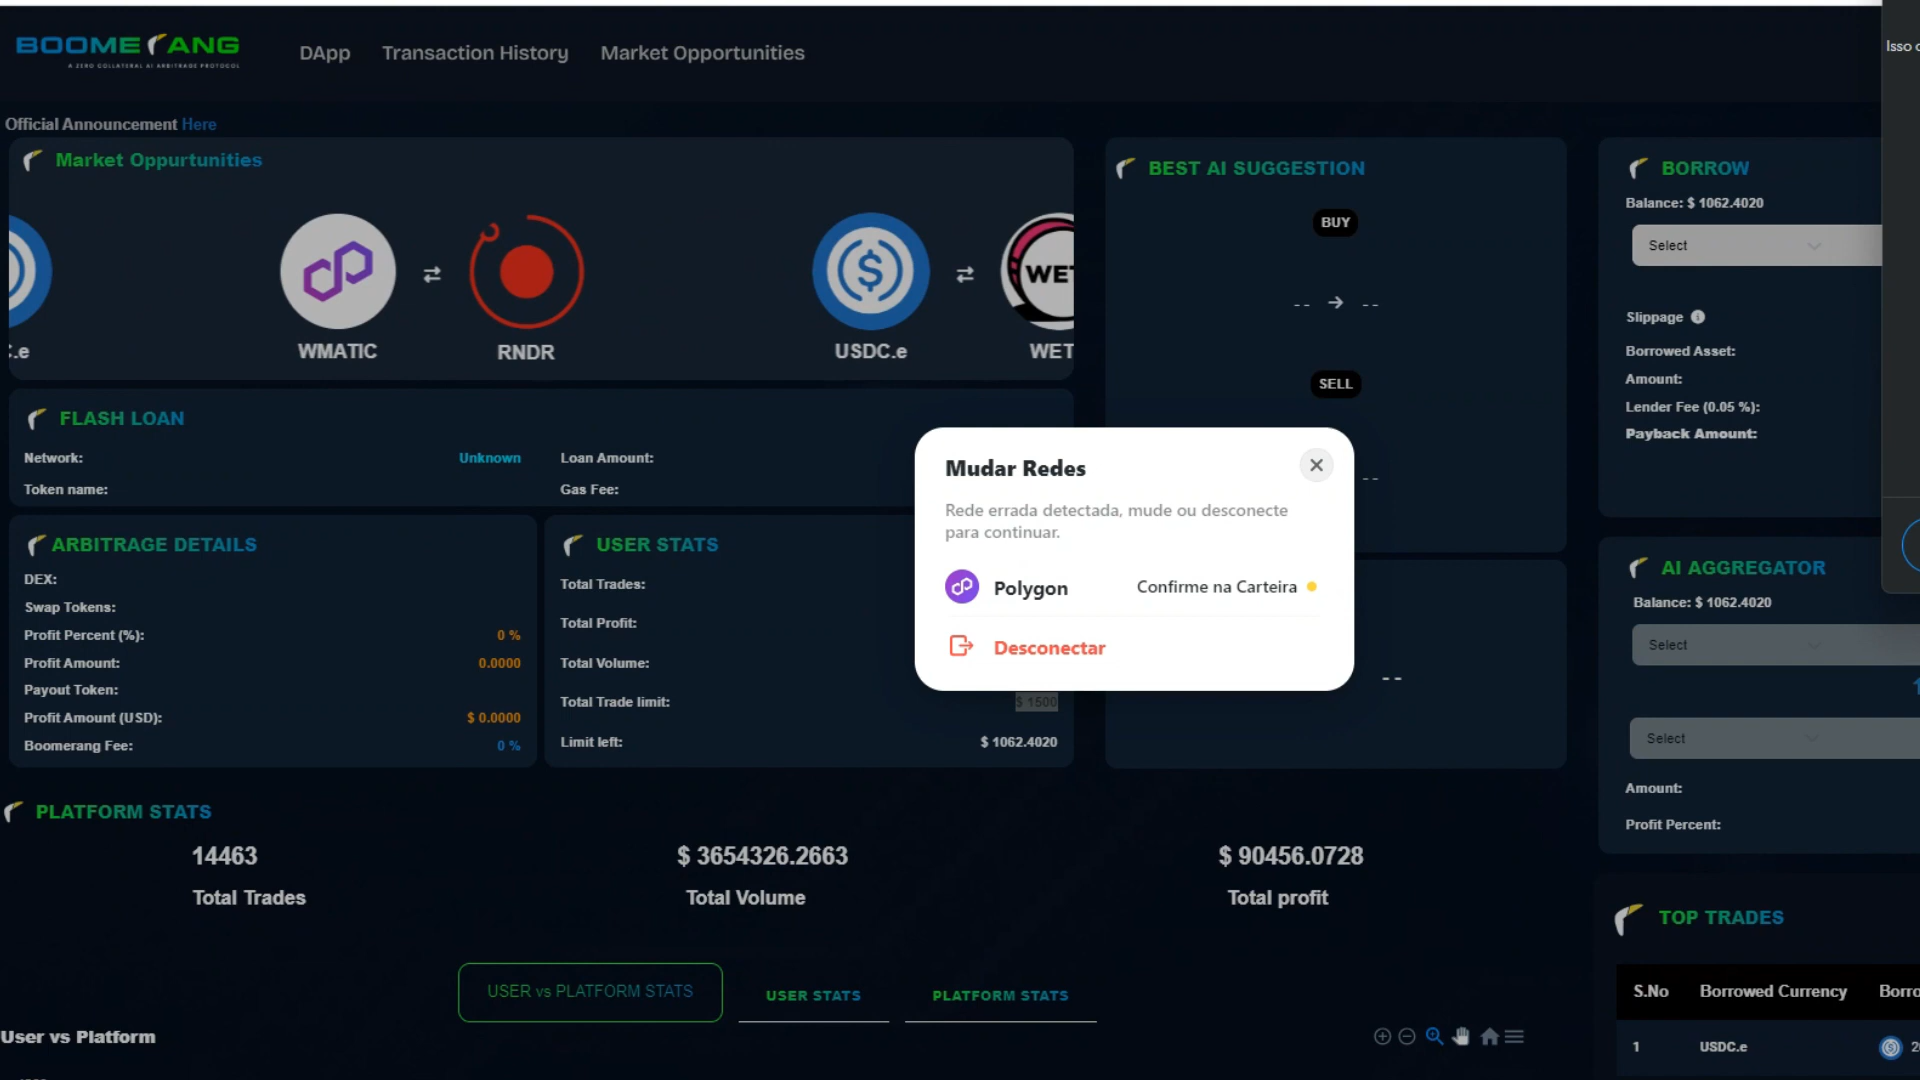 BOOMERANG
A ZERO COLLATERAL AI ARBITRAGE PROTOCOL
DApp
Transaction History
Market Opportunities
Isso
Official Announcement Here
Market Oppurtunities
WMATIC
RNDR
USDC.e
WET
BEST AI SUGGESTION
BUY
-- → --
SELL
--
--
BORROW
Balance: $ 1062.4020
Select
Slippage
Borrowed Asset:
Amount:
Lender Fee (0.05 %):
Payback Amount:
FLASH LOAN
Network:
Unknown
Loan Amount:
Token name:
Gas Fee:
Mudar Redes
Rede errada detectada, mude ou desconecte
para continuar.
Polygon
Confirme na Carteira
Desconectar
ARBITRAGE DETAILS
DEX:
Swap Tokens:
Profit Percent (%):
0 %
Profit Amount:
0.0000
Payout Token:
Profit Amount (USD):
$ 0.0000
Boomerang Fee:
0 %
USER STATS
Total Trades:
Total Profit:
Total Volume:
Total Trade limit:
$ 1500
Limit left:
$ 1062.4020
AI AGGREGATOR
Balance: $ 1062.4020
Select
Select
Amount:
Profit Percent:
PLATFORM STATS
14463
Total Trades
$ 3654326.2663
Total Volume
$ 90456.0728
Total profit
TOP TRADES
S.No
Borrowed Currency
Borro
1
USDC.e
USER vs PLATFORM STATS
USER STATS
PLATFORM STATS
User vs Platform